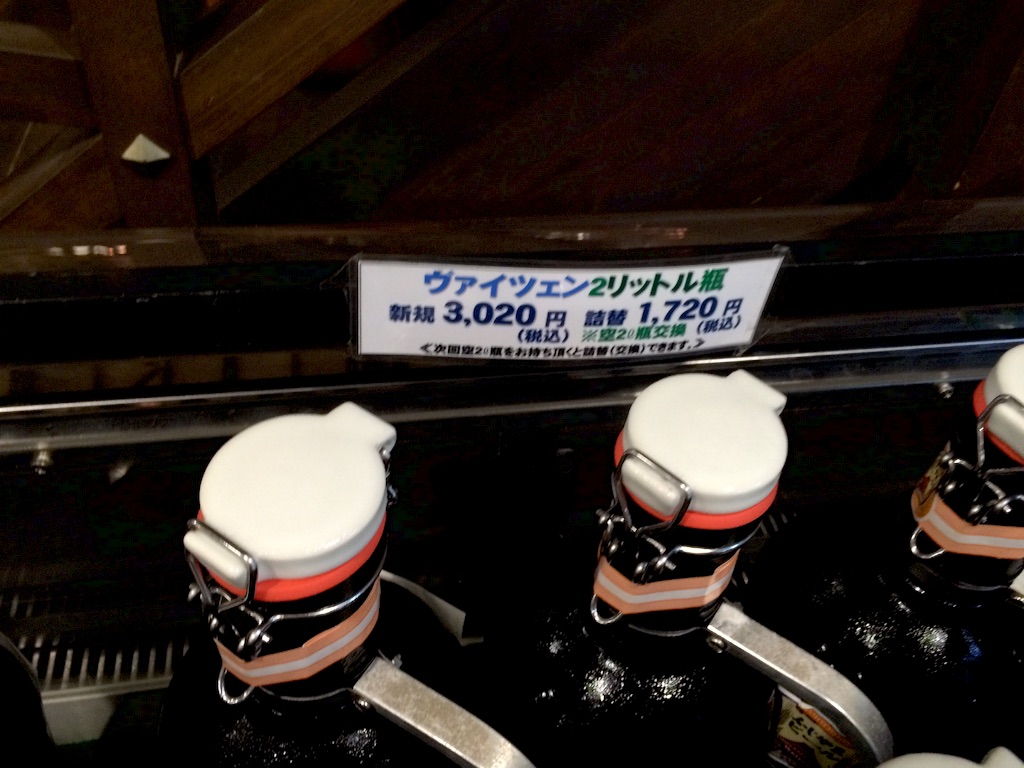 ヴァイツェン2リットル瓶
新規 3,020 円 詰替 1,720 円
(税込) ※空2ℓ瓶交換 (税込)
≪次回空2ℓ瓶をお持ち頂くと詰替(交換)できます。≫